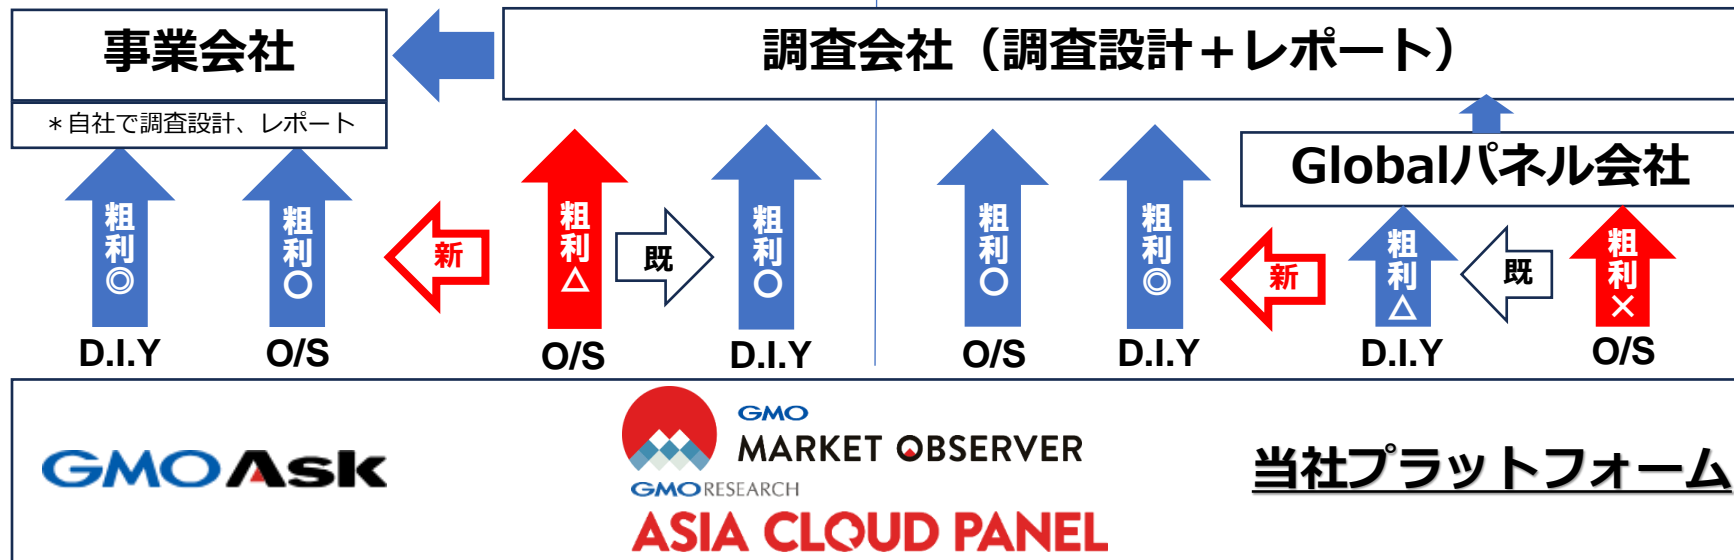 事業会社
調査会社（調査設計＋レポート）
＊自社で調査設計、レポート
Globalパネル会社
粗利◎
粗利〇
新
粗利△
既
粗利〇
粗利〇
粗利◎
新
粗利△
既
粗利×
D.I.Y
O/S
O/S
D.I.Y
O/S
D.I.Y
D.I.Y
O/S
GMO Ask
GMO
MARKET OBSERVER
GMO RESEARCH
ASIA CLOUD PANEL
当社プラットフォーム